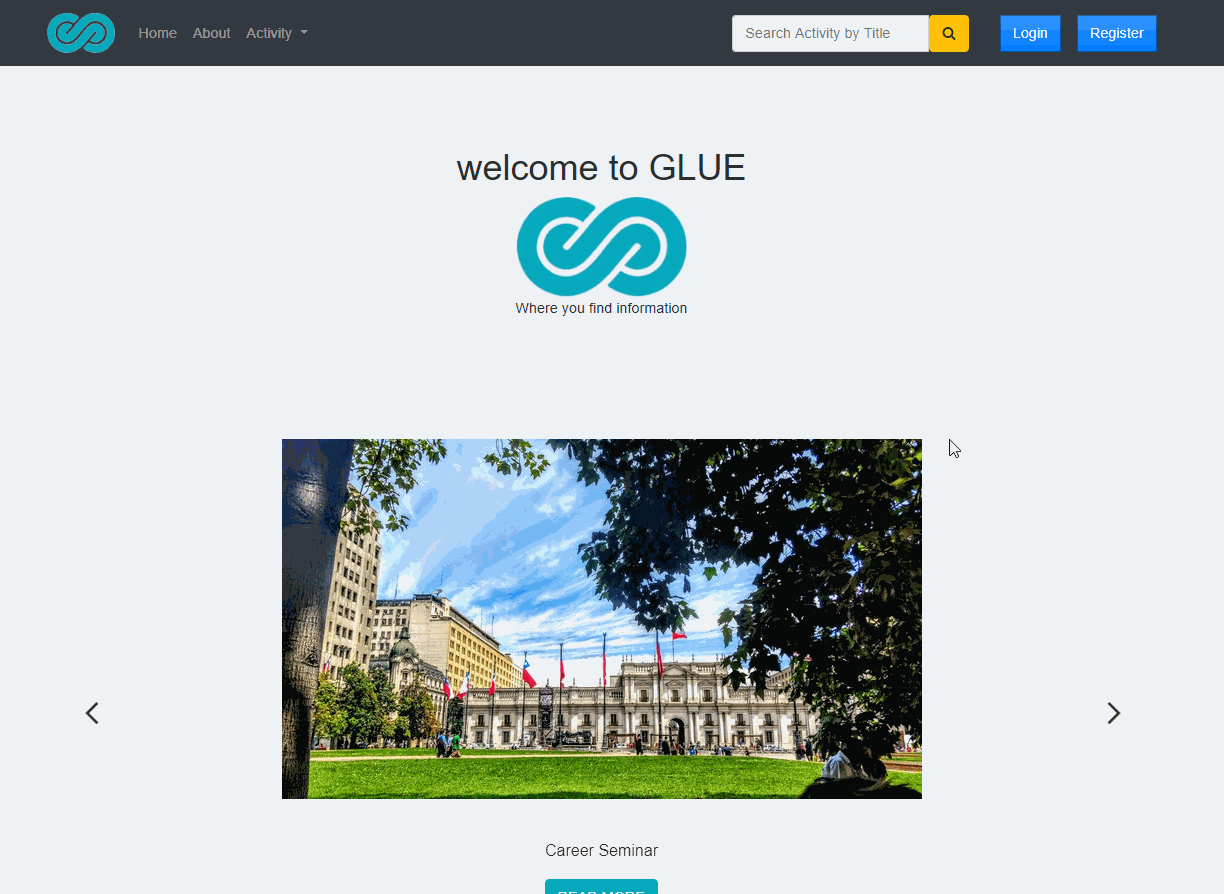 Home About Activity Search Activity by Title Login Register
welcome to GLUE
Where you find information
Career Seminar
READ MORE